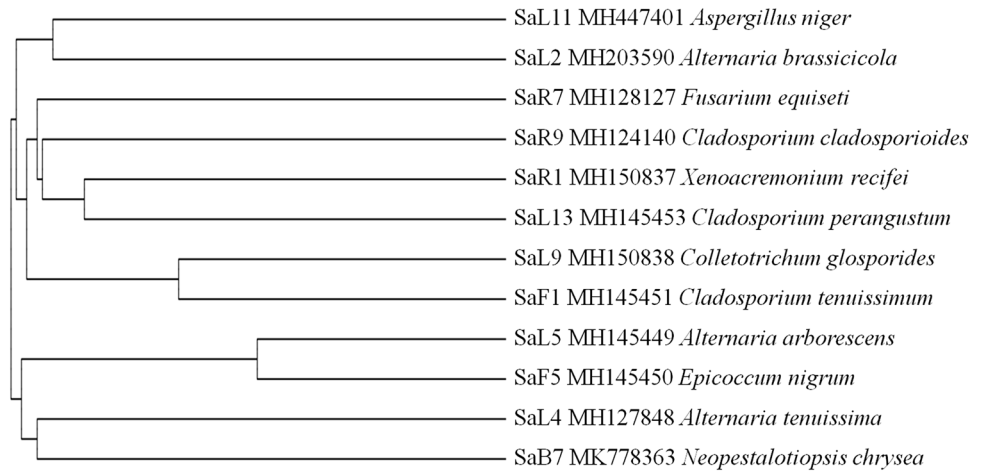 SaL11 MH447401 Aspergillus niger
SaL2 MH203590 Alternaria brassicicola
SaR7 MH128127 Fusarium equiseti
SaR9 MH124140 Cladosporium cladosporioides
SaR1 MH150837 Xenoacremonium recifei
SaL13 MH145453 Cladosporium perangustum
SaL9 MH150838 Colletotrichum glosporides
SaF1 MH145451 Cladosporium tenuissimum
SaL5 MH145449 Alternaria arborescens
SaF5 MH145450 Epicoccum nigrum
SaL4 MH127848 Alternaria tenuissima
SaB7 MK778363 Neopestalotiopsis chrysea